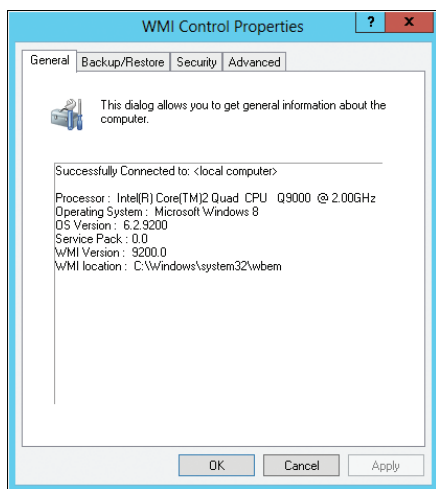 WMI Control Properties
?
x
General
Backup/Restore
Security
Advanced
This dialog allows you to get general information about the
computer.
Successfully Connected to: <local computer>
Processor : Intel(R) Core(TM)2 Quad CPU Q9000 @ 2.00GHz
Operating System : Microsoft Windows 8
OS Version : 6.2.9200
Service Pack : 0.0
WMI Version : 9200.0
WMI location : C:\Windows\system32\wbem
OK
Cancel
Apply